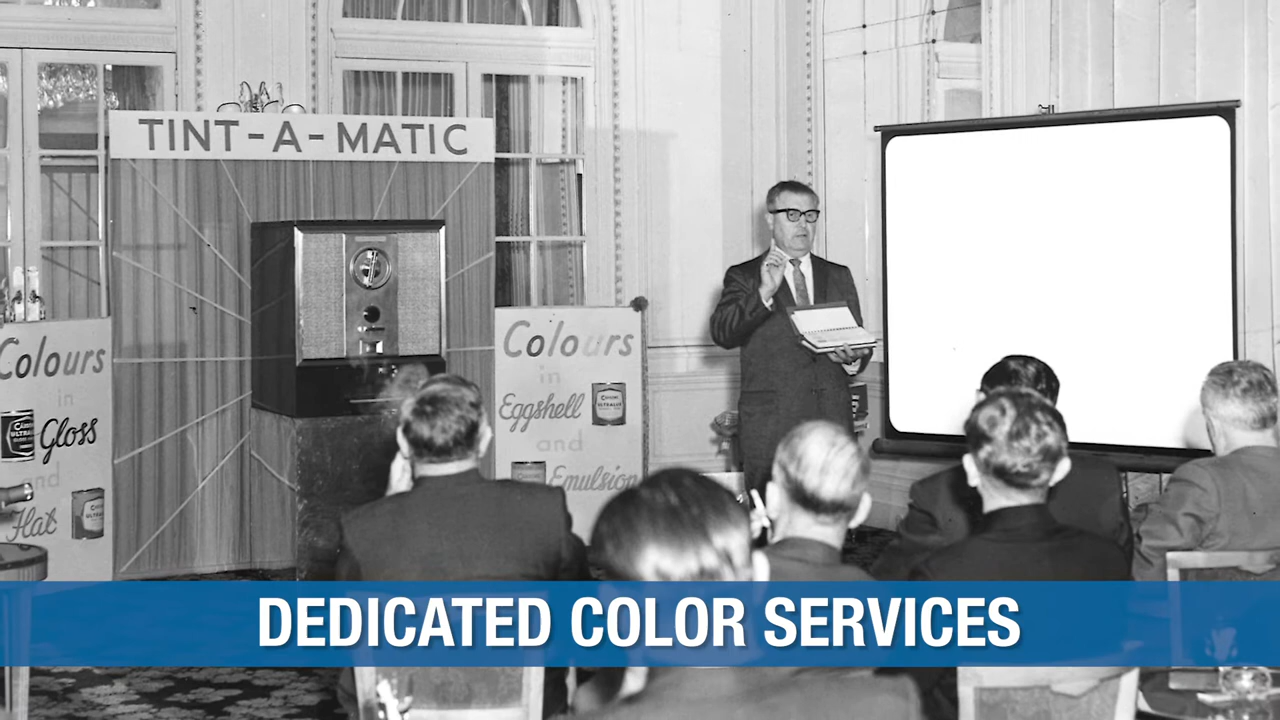 TINT-A-MATIC
Colours
in
Gloss
and
Flat
Colours
in
Eggshell
and
Emulsion
DEDICATED COLOR SERVICES